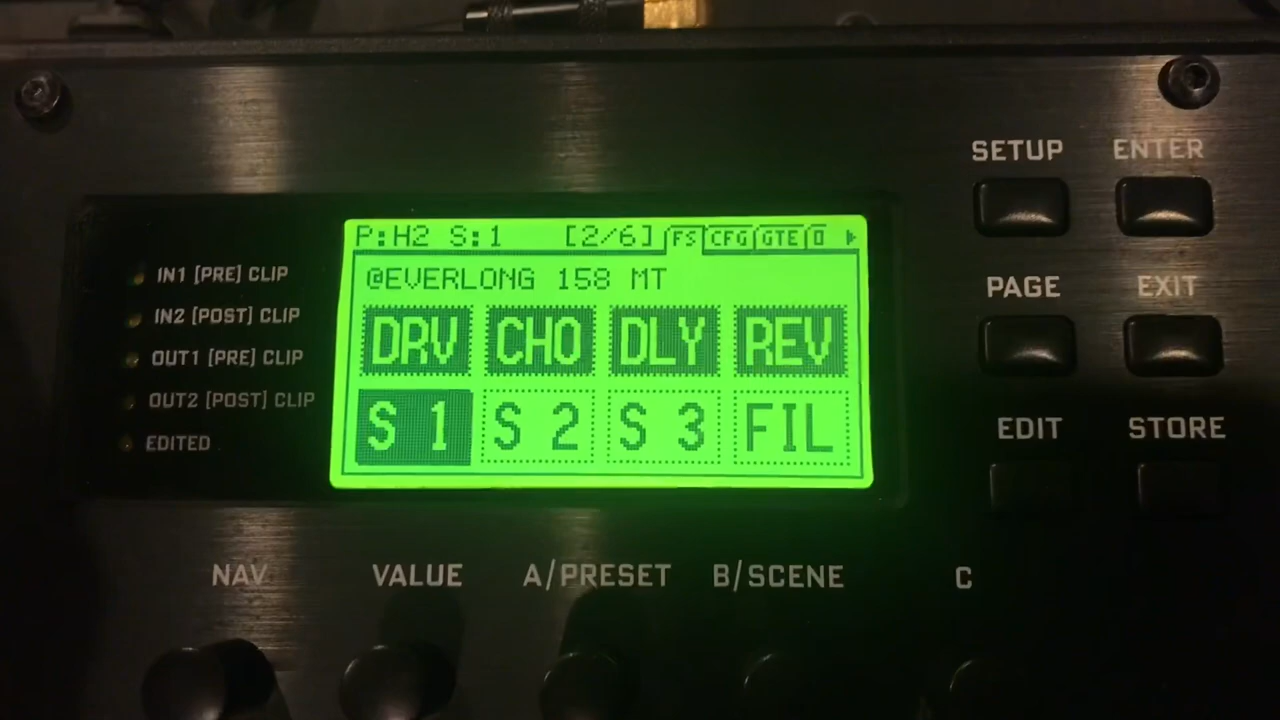 SETUP ENTER
P:H2 S:1 [2/6] FS CFG GTE
@EVERLONG 158 MT
IN1 [PRE] CLIP
IN2 [POST] CLIP
OUT1 [PRE] CLIP
OUT2 [POST] CLIP
EDITED
DRV CHO DLY REV
S 1 S 2 S 3 FIL
PAGE EXIT
EDIT STORE
NAV VALUE A/PRESET B/SCENE C